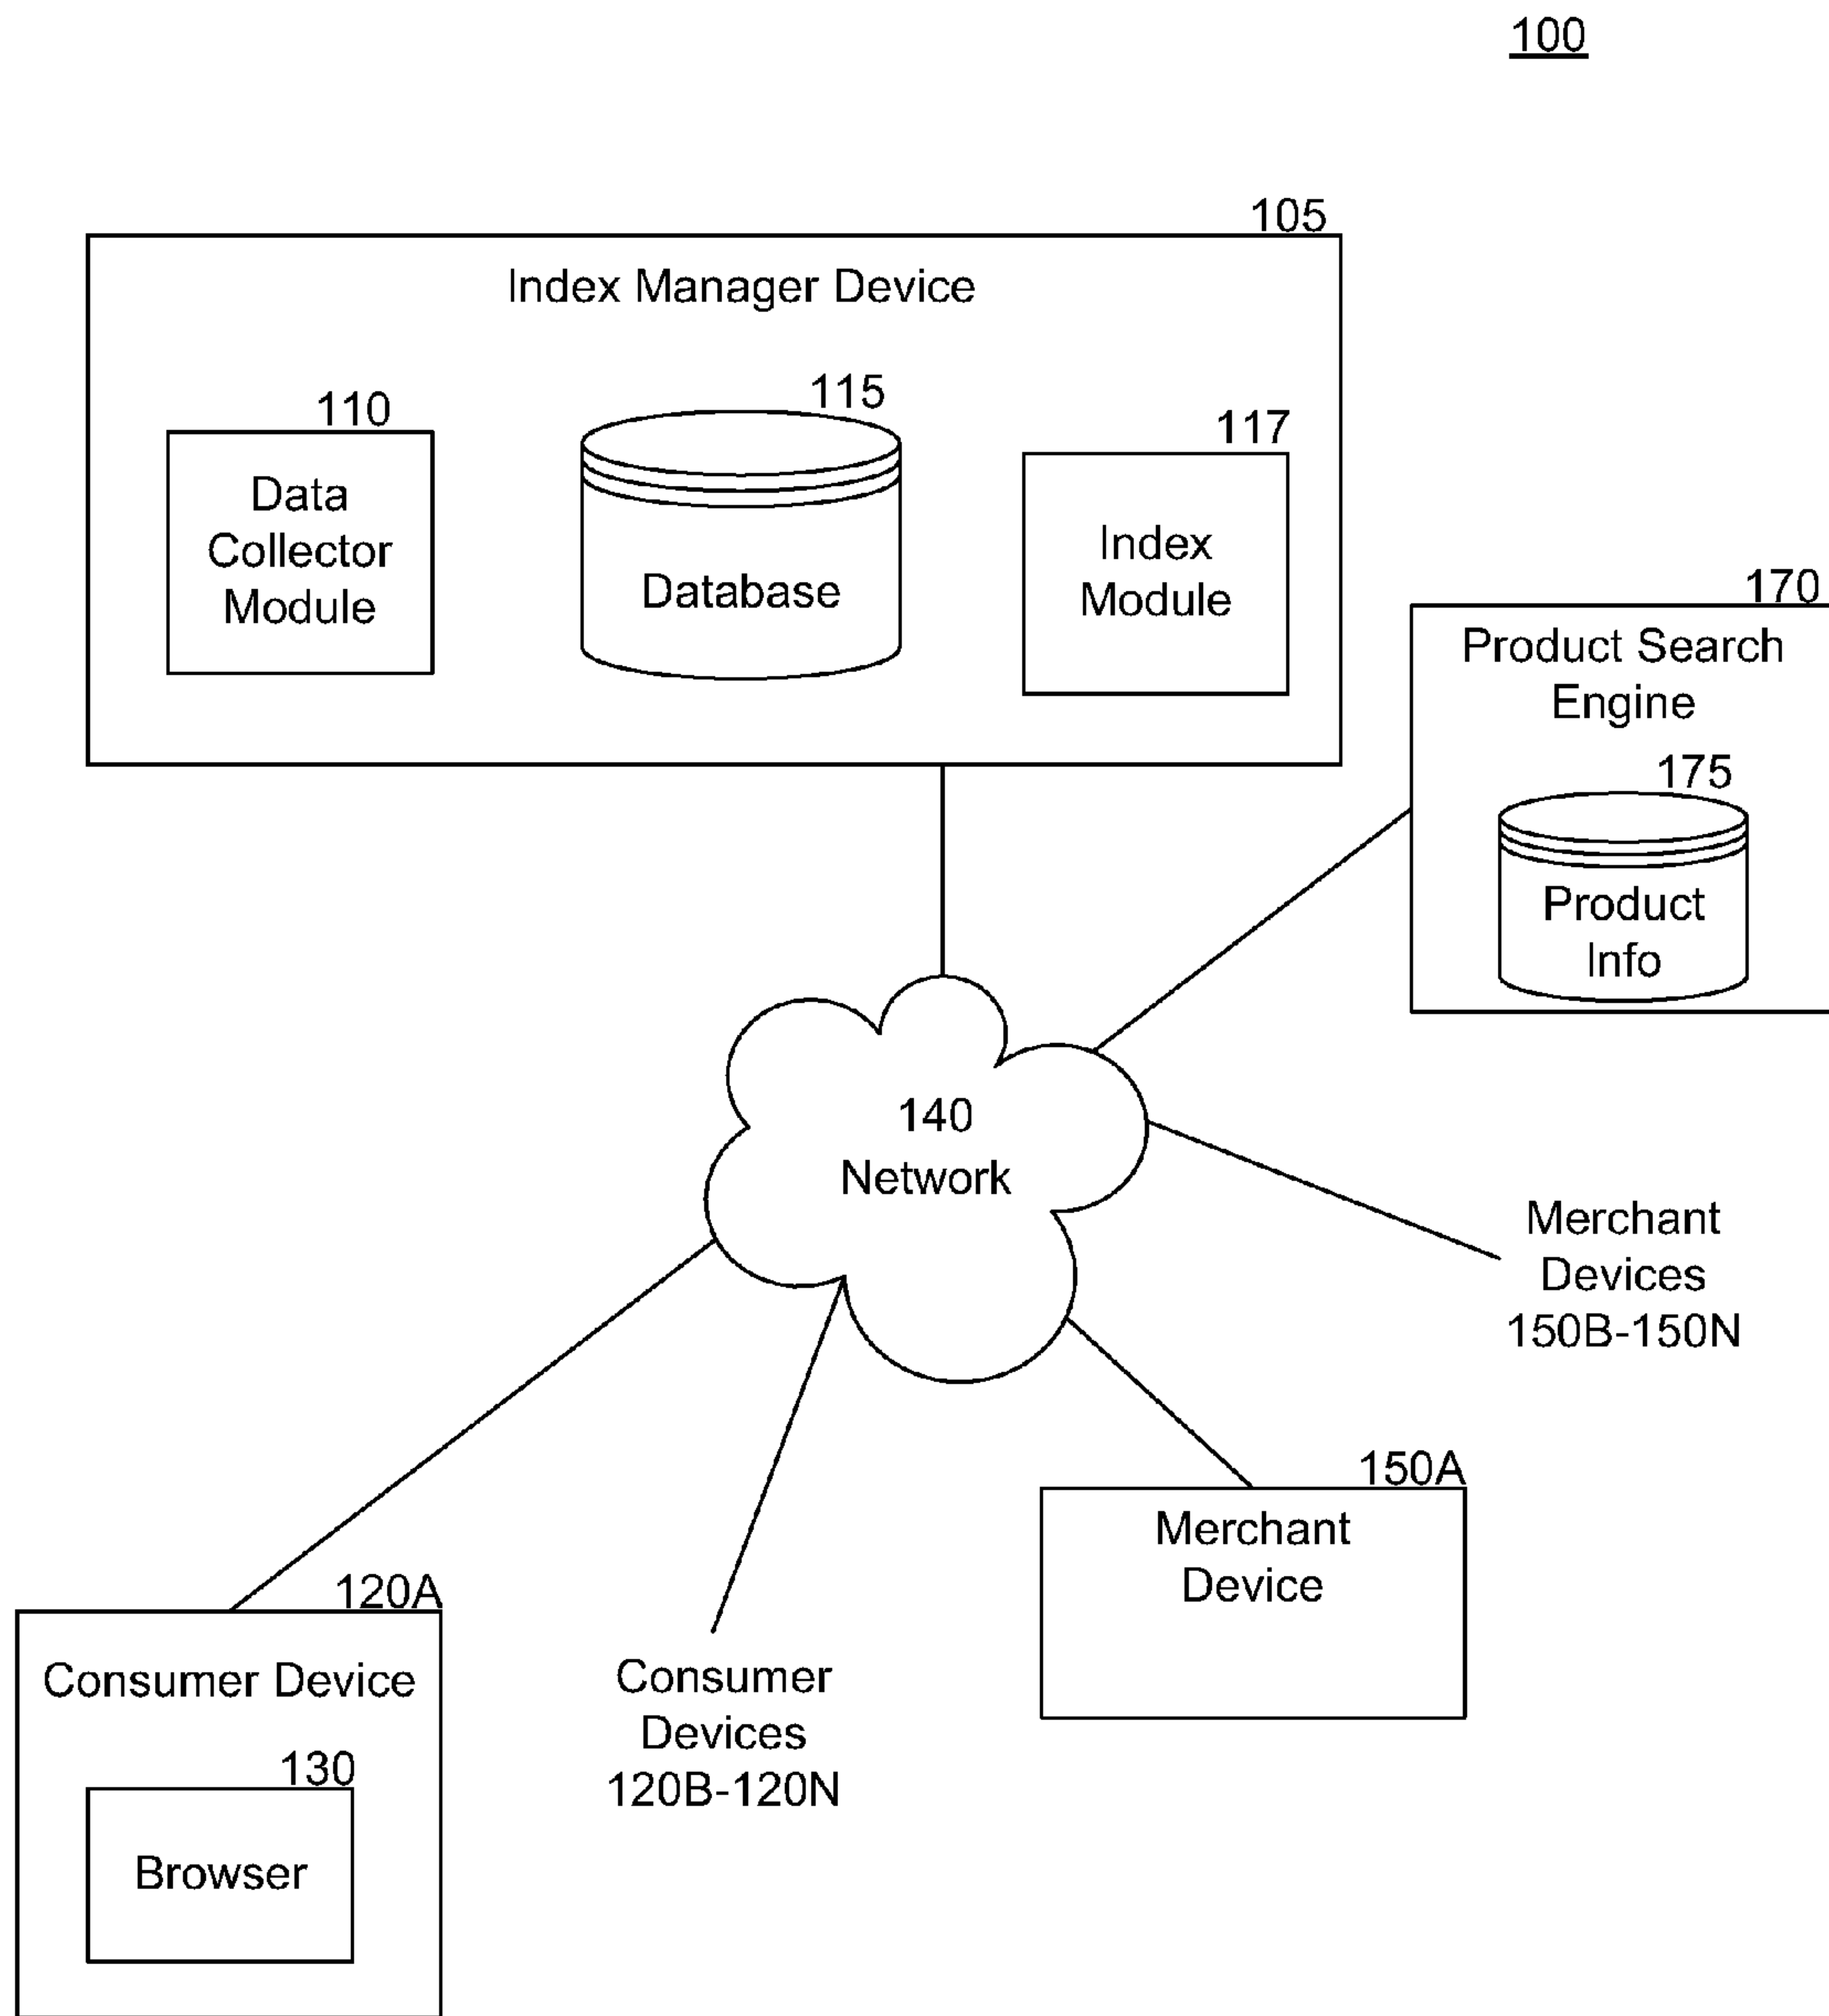 100
105
Index Manager Device
110
Data
Collector
Module
115
Database
117
Index
Module
170
Product Search
Engine
175
Product
Info
140
Network
Merchant
Devices
150B-150N
150A
Merchant
Device
120A
Consumer Device
130
Browser
Consumer
Devices
120B-120N